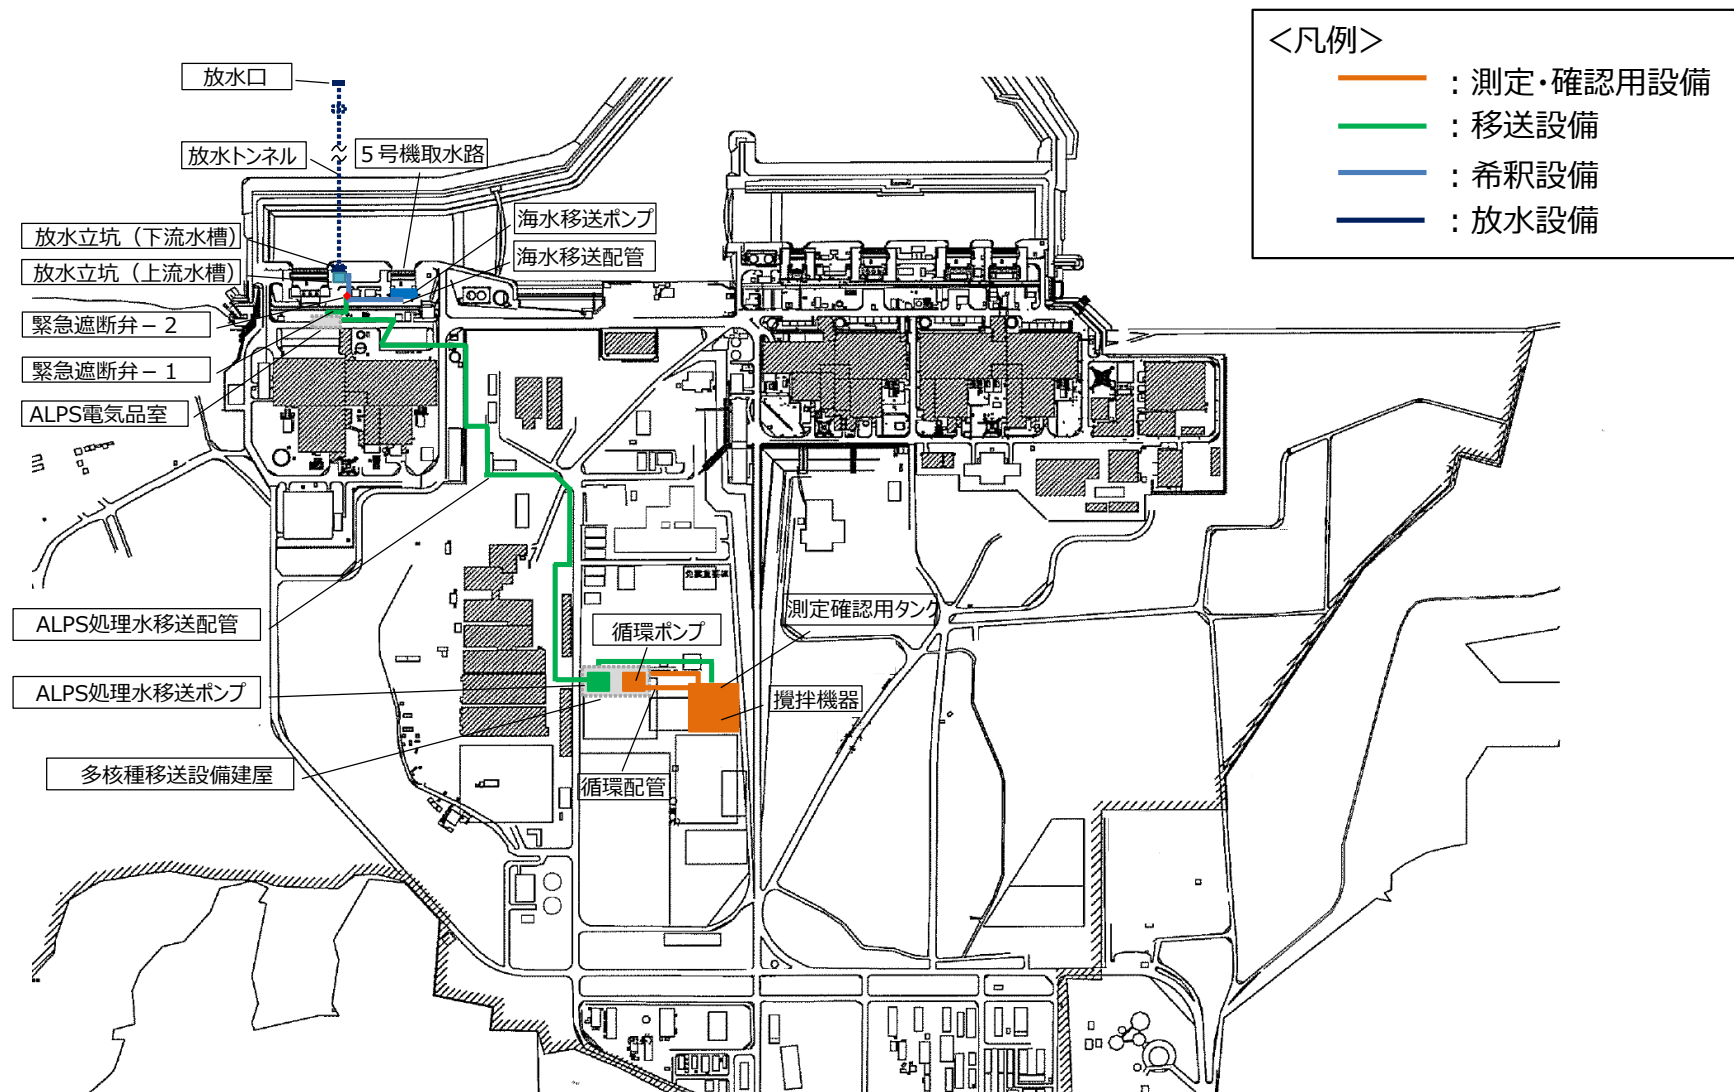 <凡例>
：測定・確認用設備
：移送設備
：希釈設備
：放水設備
放水口
放水トンネル
５号機取水路
海水移送ポンプ
海水移送配管
放水立坑（下流水槽）
放水立坑（上流水槽）
緊急遮断弁－２
緊急遮断弁－１
ALPS電気品室
ALPS処理水移送配管
測定確認用タンク
循環ポンプ
ALPS処理水移送ポンプ
攪拌機器
多核種移送設備建屋
循環配管